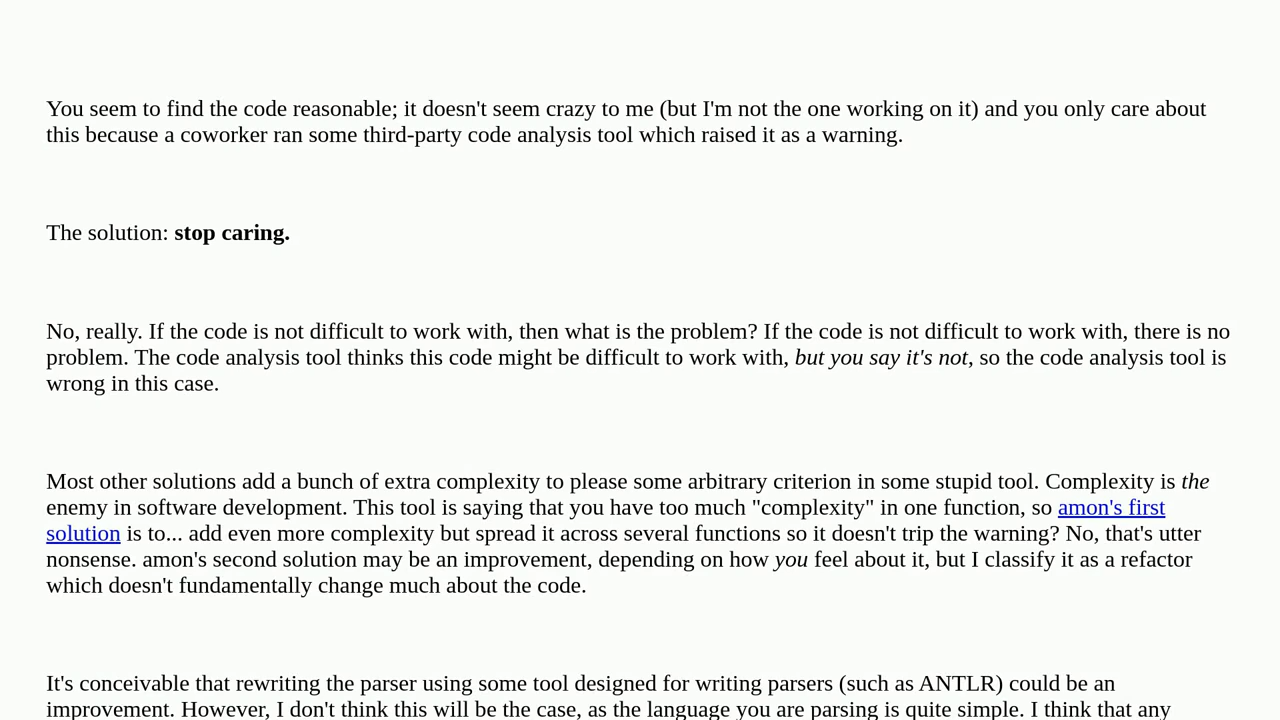 You seem to find the code reasonable; it doesn't seem crazy to me (but I'm not the one working on it) and you only care about
this because a coworker ran some third-party code analysis tool which raised it as a warning.
The solution: stop caring.
No, really. If the code is not difficult to work with, then what is the problem? If the code is not difficult to work with, there is no
problem. The code analysis tool thinks this code might be difficult to work with, but you say it's not, so the code analysis tool is
wrong in this case.
Most other solutions add a bunch of extra complexity to please some arbitrary criterion in some stupid tool. Complexity is the
enemy in software development. This tool is saying that you have too much "complexity" in one function, so amon's first
solution is to... add even more complexity but spread it across several functions so it doesn't trip the warning? No, that's utter
nonsense. amon's second solution may be an improvement, depending on how you feel about it, but I classify it as a refactor
which doesn't fundamentally change much about the code.
It's conceivable that rewriting the parser using some tool designed for writing parsers (such as ANTLR) could be an
improvement. However, I don't think this will be the case, as the language you are parsing is quite simple. I think that any